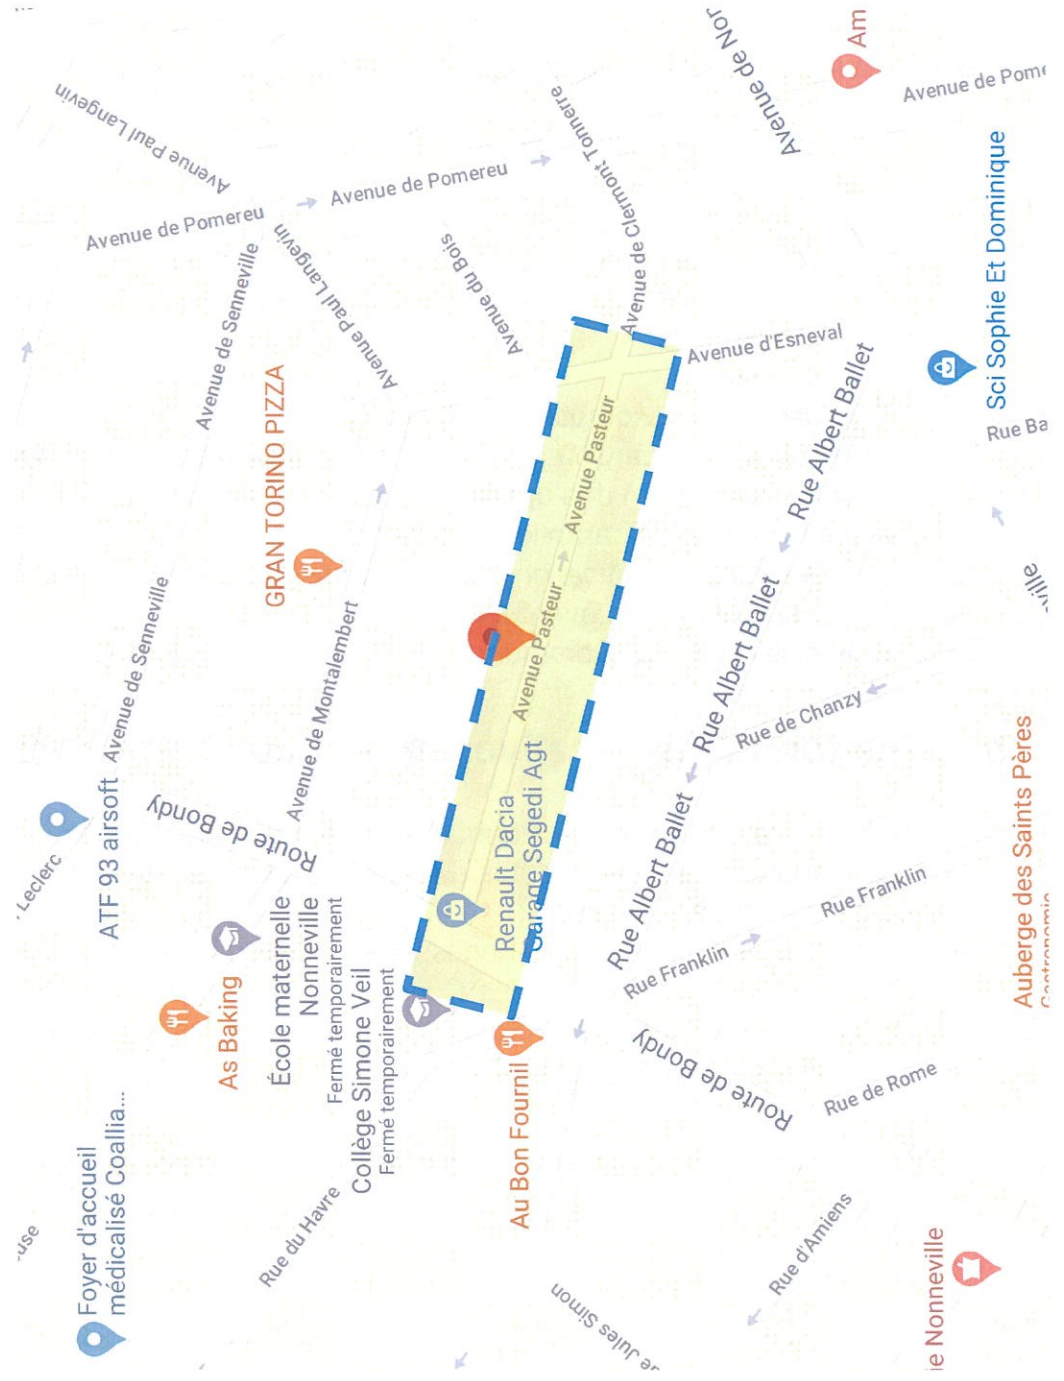 Foyer d'accueil
médicalisé Coallia...
Leclerc
ATF 93 airsoft
Avenue de Senneville
Avenue de Senneville
Avenue de Pomereu
Avenue Paul Langevin
As Baking
Route de Bondy
École maternelle
Nonneville
Fermé temporairement
Avenue de Montalembert
GRAN TORINO PIZZA
Avenue Paul Langevin
Avenue de Pomereu
Rue du Havre
Collège Simone Veil
Fermé temporairement
Avenue du Bois
Au Bon Fournil
Renault Dacia
Garage Segedi Agt
Avenue Pasteur
Avenue Pasteur
Avenue de Clermont Tonnerre
Rue Albert Ballet
Rue Albert Ballet
Rue Albert Ballet
Avenue d'Esneval
Avenue de Nor
Rue Franklin
Rue Franklin
Rue de Chanzy
Route de Bondy
Rue de Rome
Rue d'Amiens
Je Jules Simon
Am
Avenue de Pome
Sci Sophie Et Dominique
Rue Ba
ville
Auberge des Saints Pères
Gastronomie
ie Nonneville